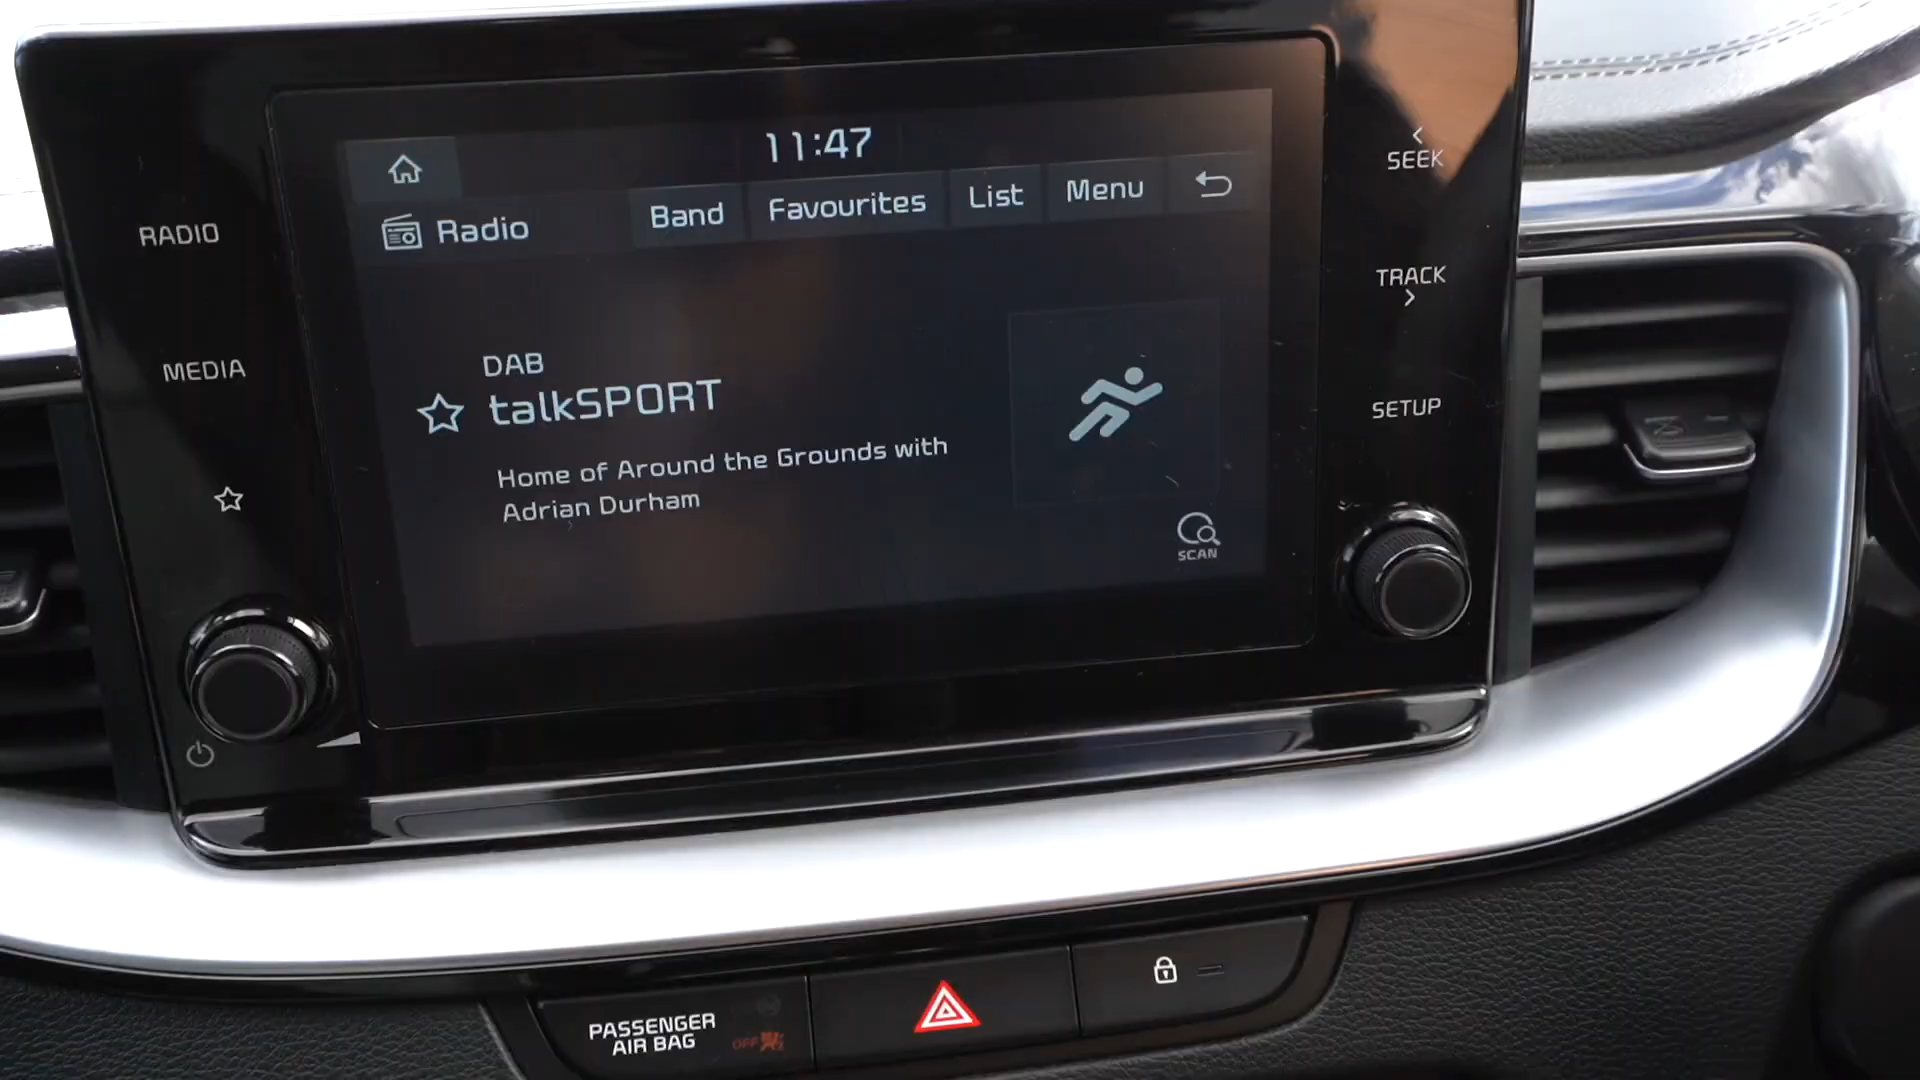 11:47
Radio
Band
Favourites
List
Menu
DAB
talkSPORT
Home of Around the Grounds with
Adrian Durham
SCAN
RADIO
MEDIA
SEEK
TRACK
SETUP
PASSENGER
AIR BAG
OFF